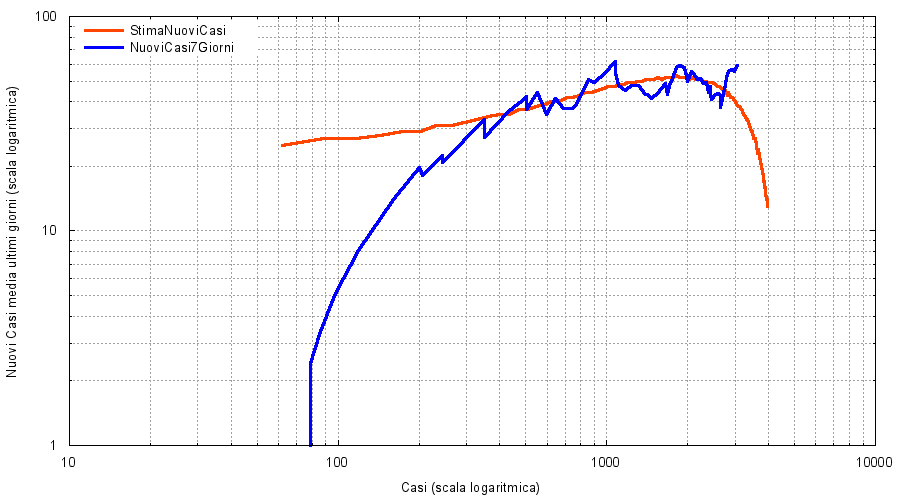 100
StimaNuoviCasi
NuoviCasi7Giorni
10
1
Nuovi Casi media ultimi giorni (scala logaritmica)
10 100 1000 10000
Casi (scala logaritmica)